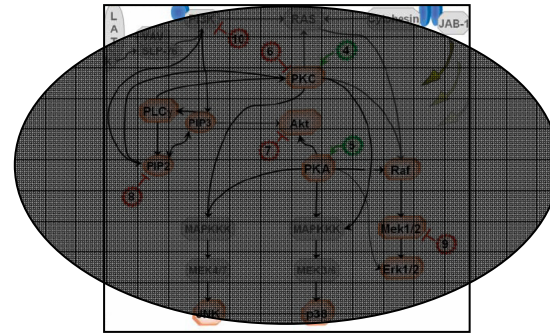 L
A
T
PI3K RAS Cytohesin JAB-1
VAV
SLP-76
10
6 4
PKC
PLC
PIP3 Akt
7 5
PIP2 PKA Raf
8
MAPKKK MAPKKK Mek1/2 9
MEK4/7 MEK3/6 Erk1/2
JNK p38